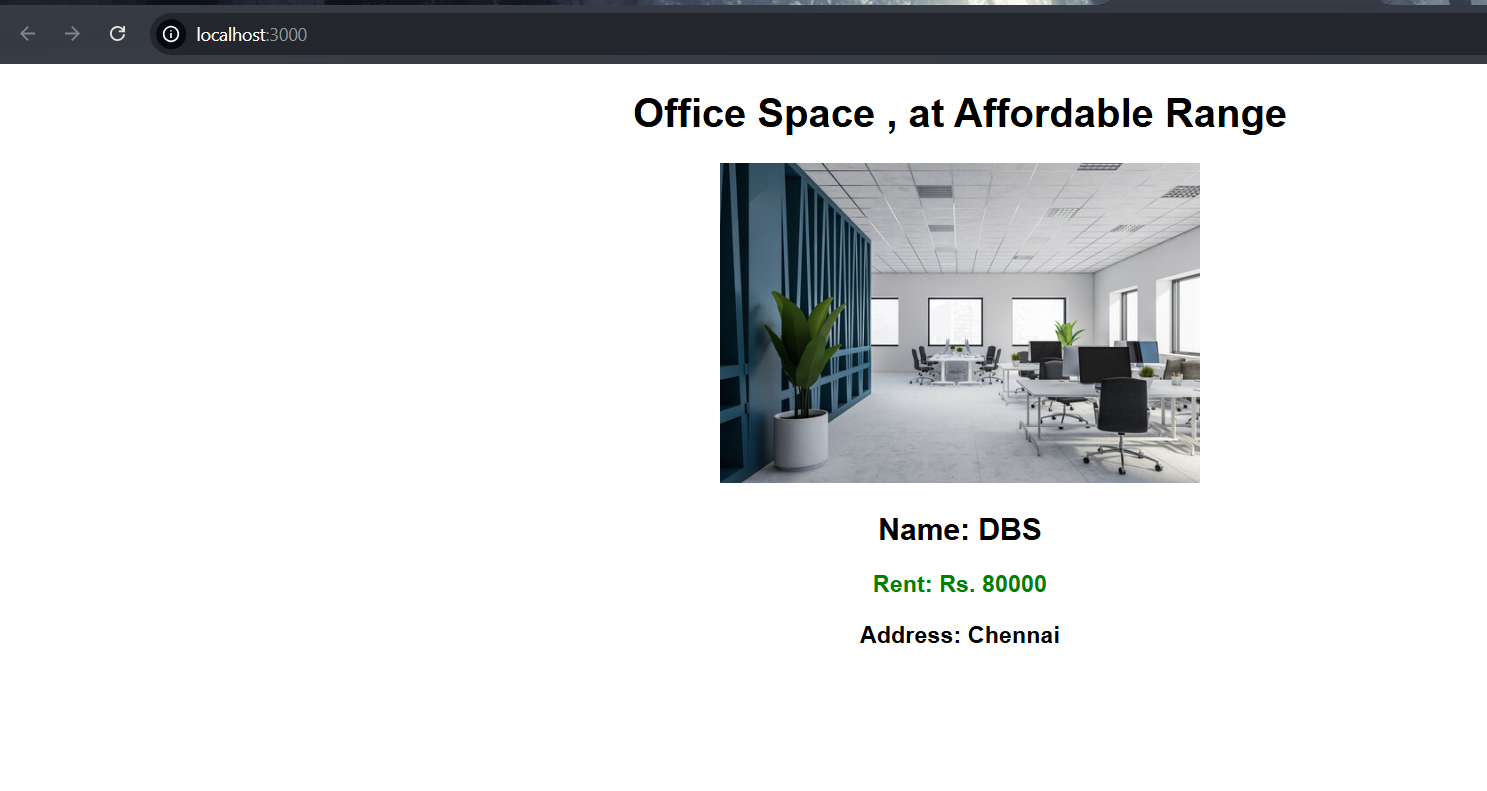 localhost:3000
Office Space , at Affordable Range
Name: DBS
Rent: Rs. 80000
Address: Chennai